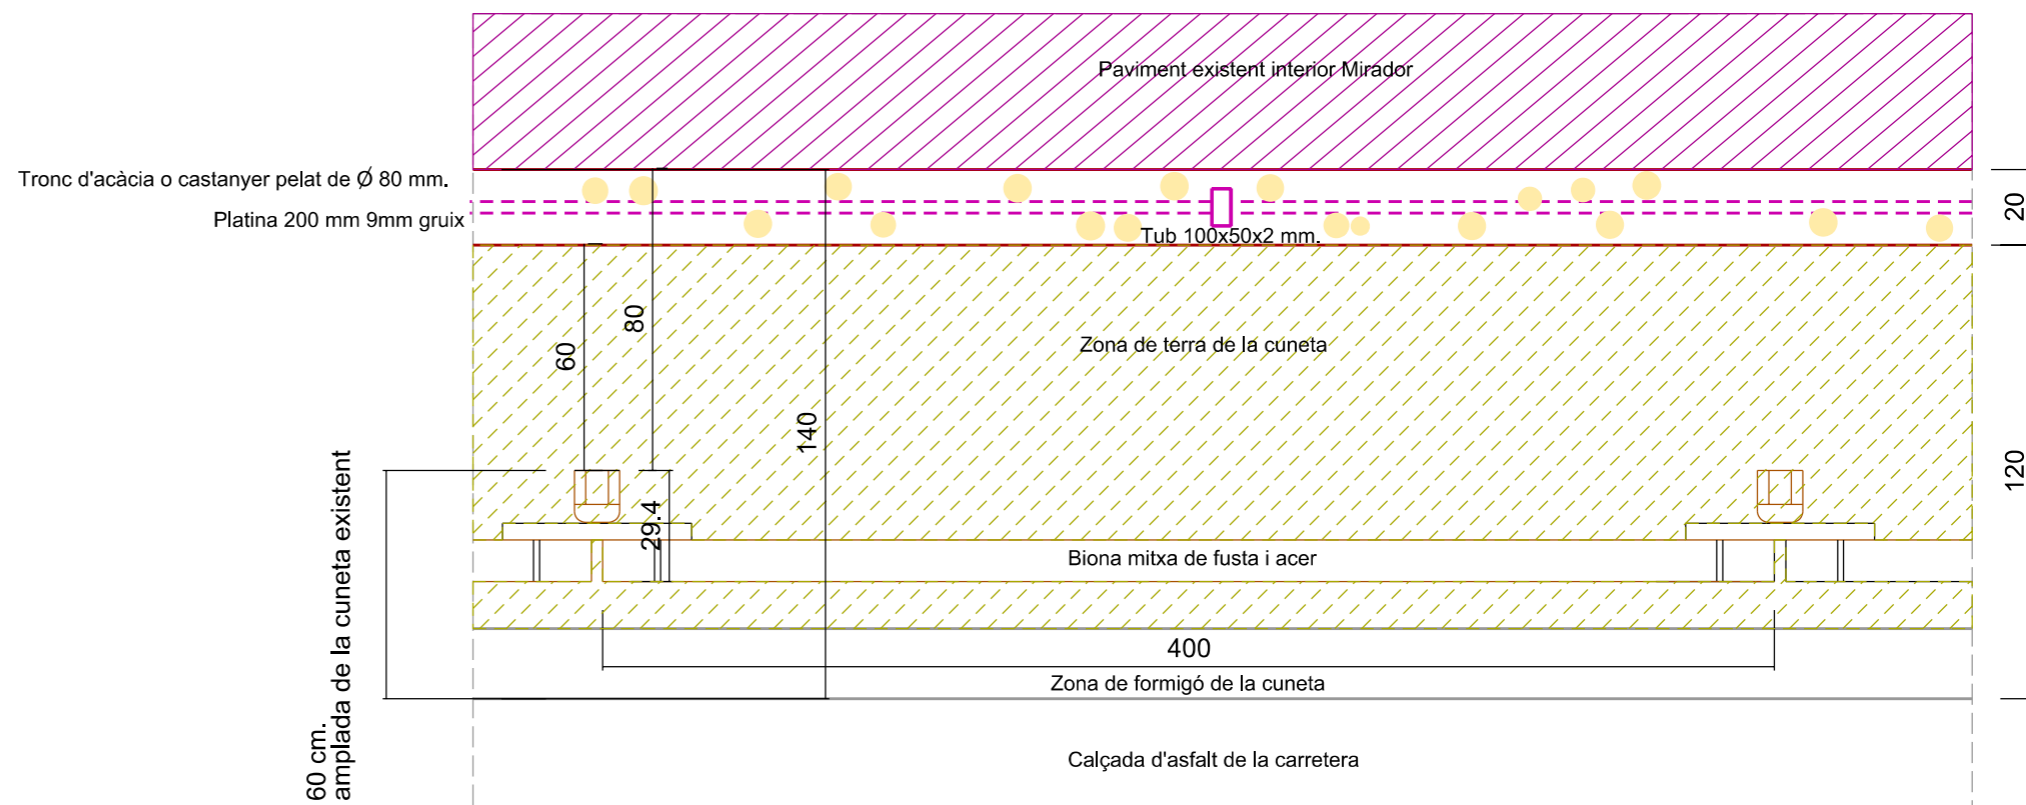 Paviment existent interior Mirador
Tronc d'acàcia o castanyer pelat de Ø 80 mm.
Platina 200 mm 9mm gruix
20
Tub 100x50x2 mm.
80
60
Zona de terra de la cuneta
140
120
29.4
60 cm.
amplada de la cuneta existent
Biona mitxa de fusta i acer
400
Zona de formigó de la cuneta
Calçada d'asfalt de la carretera